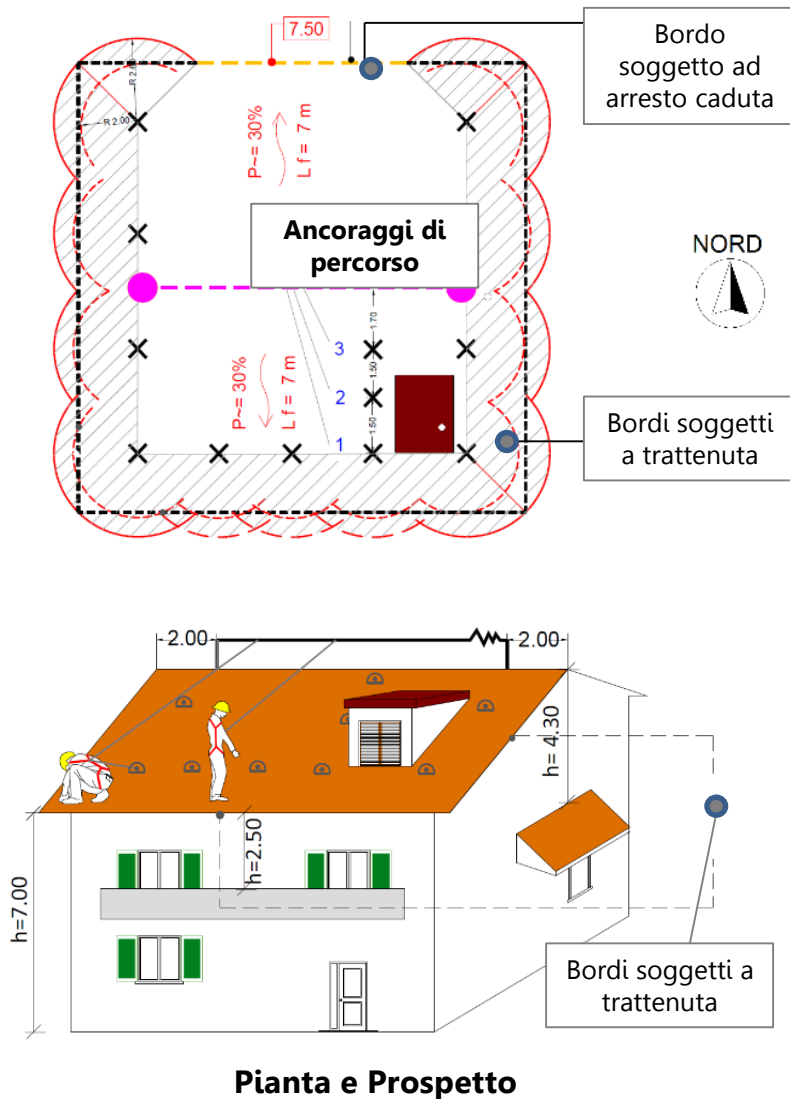 7.50
Bordo
soggetto ad
arresto caduta
R 2.60
R 2.00
P~= 30%
L f = 7 m
Ancoraggi di
percorso
NORD
1.70
3
1.50
2
1.50
1
P~= 30%
L f = 7 m
Bordi soggetti
a trattenuta
2.00
2.00
h= 4.30
h=2.50
h=7.00
Bordi soggetti a
trattenuta
Pianta e Prospetto